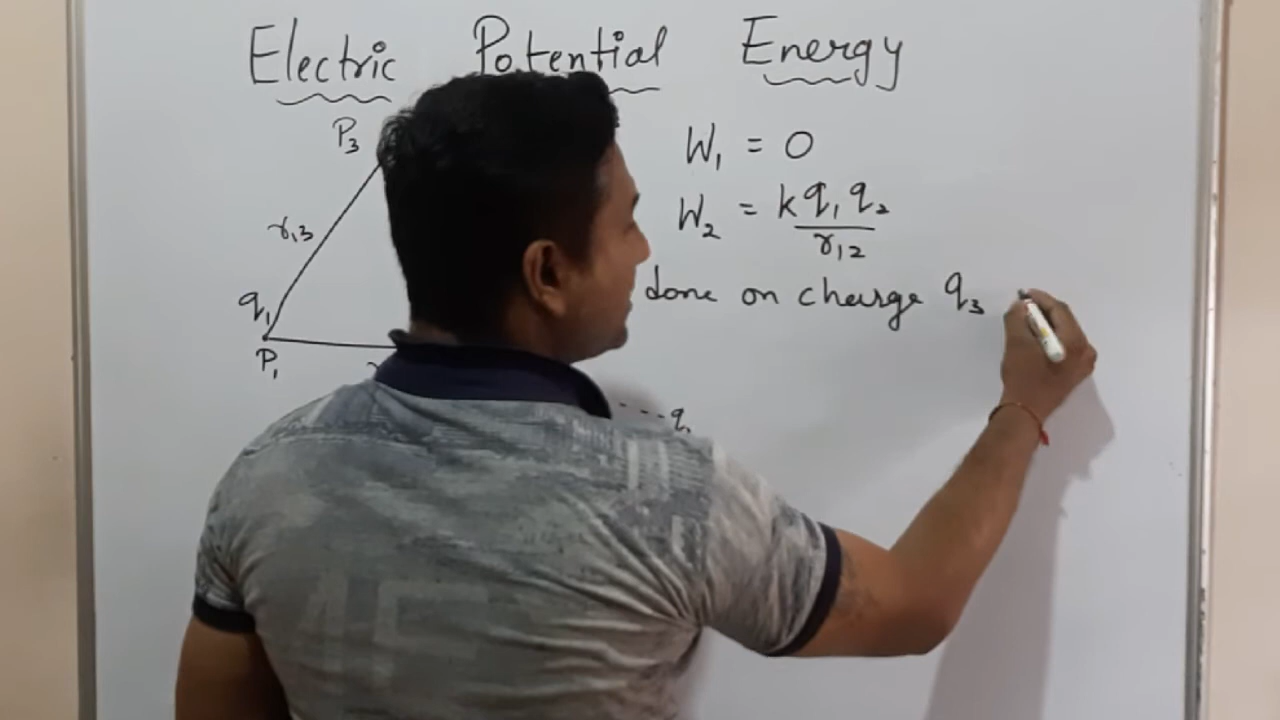 Electric Potential Energy
P₃
W₁ = 0
r₁₃
W₂ = kq₁q₂/r₁₂
q₁
done on charge q₃
P₁